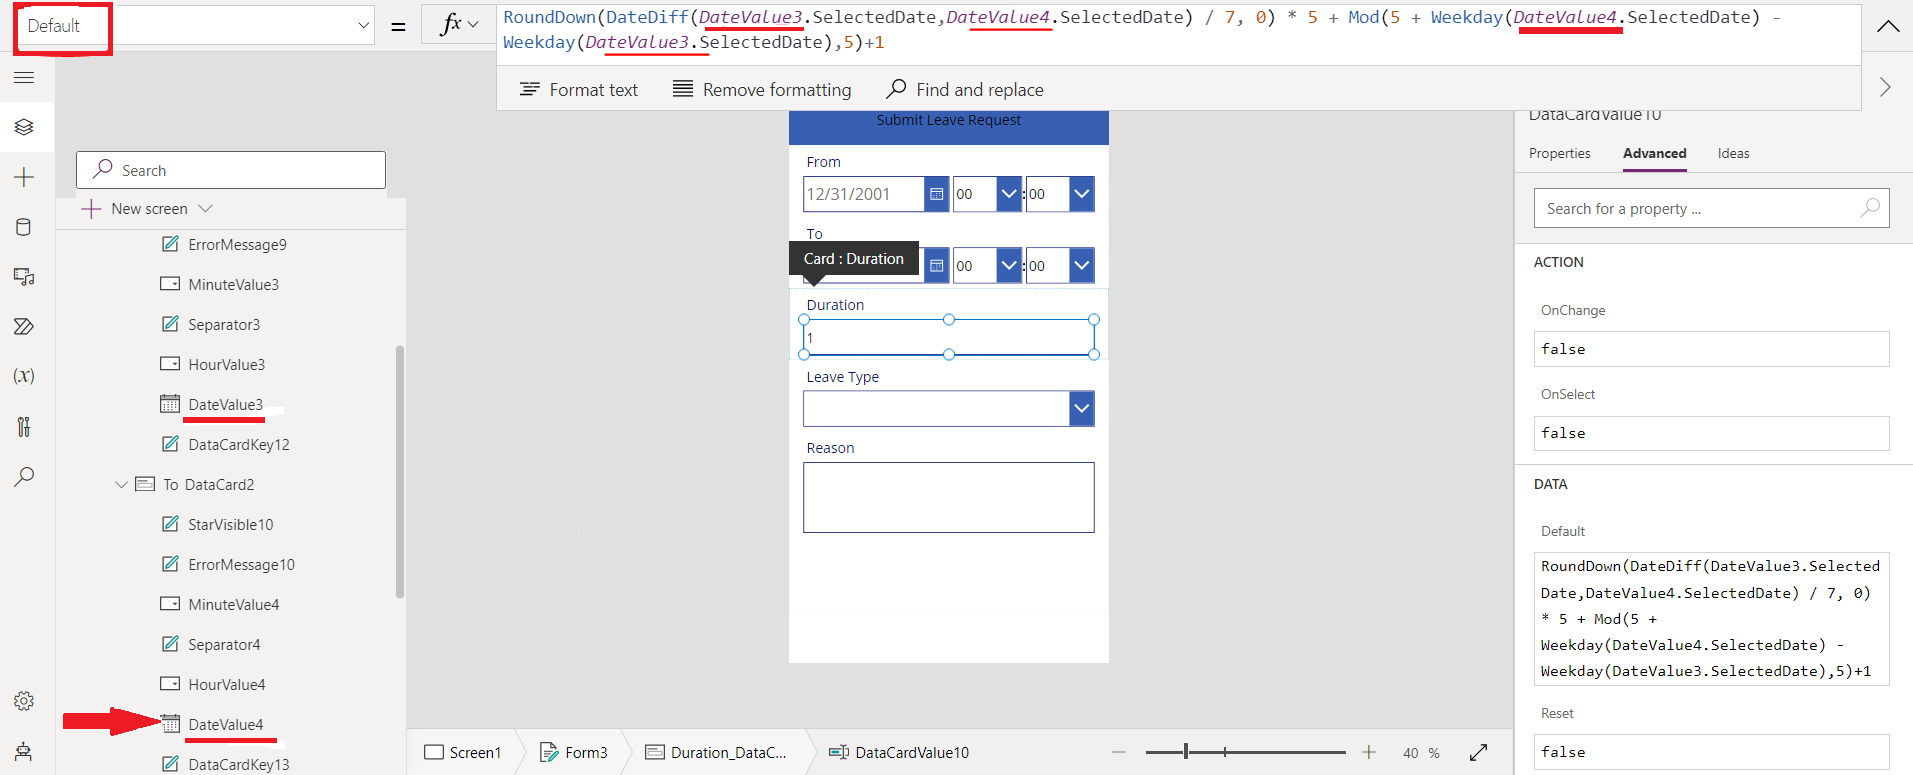 Default
=
fx
RoundDown(DateDiff(DateValue3.SelectedDate,DateValue4.SelectedDate) / 7, 0) * 5 + Mod(5 + Weekday(DateValue4.SelectedDate) -
Weekday(DateValue3.SelectedDate),5)+1
Format text
Remove formatting
Find and replace
Search
New screen
ErrorMessage9
MinuteValue3
Separator3
HourValue3
DateValue3
DataCardKey12
To DataCard2
StarVisible10
ErrorMessage10
MinuteValue4
Separator4
HourValue4
DateValue4
DataCardKey13
(x)
Submit Leave Request
From
12/31/2001
00
:
00
To
Card : Duration
00
:
00
Duration
1
Leave Type
Reason
Screen1
Form3
Duration_DataC...
DataCardValue10
40 %
DataCardValue10
Properties
Advanced
Ideas
Search for a property ...
ACTION
OnChange
false
OnSelect
false
DATA
Default
RoundDown(DateDiff(DateValue3.Selected
Date,DateValue4.SelectedDate) / 7, 0)
* 5 + Mod(5 +
Weekday(DateValue4.SelectedDate) -
Weekday(DateValue3.SelectedDate),5)+1
Reset
false